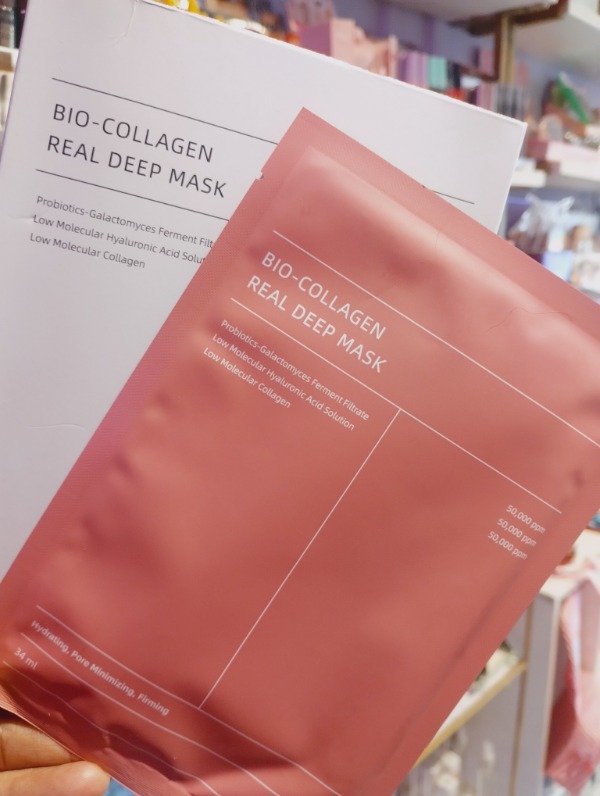 BIO-COLLAGEN
REAL DEEP MASK
Probiotics-Galactomyces Ferment
Low Molecular Hyaluronic Acid
Low Molecular Collagen
BIO-COLLAGEN
REAL DEEP MASK
Probiotics-Galactomyces Ferment Filtrate
Low Molecular Hyaluronic Acid Solution
Low Molecular Collagen
50,000 ppm
50,000 ppm
50,000 ppm
Hydrating, Pore Minimizing, Firming
34 ml